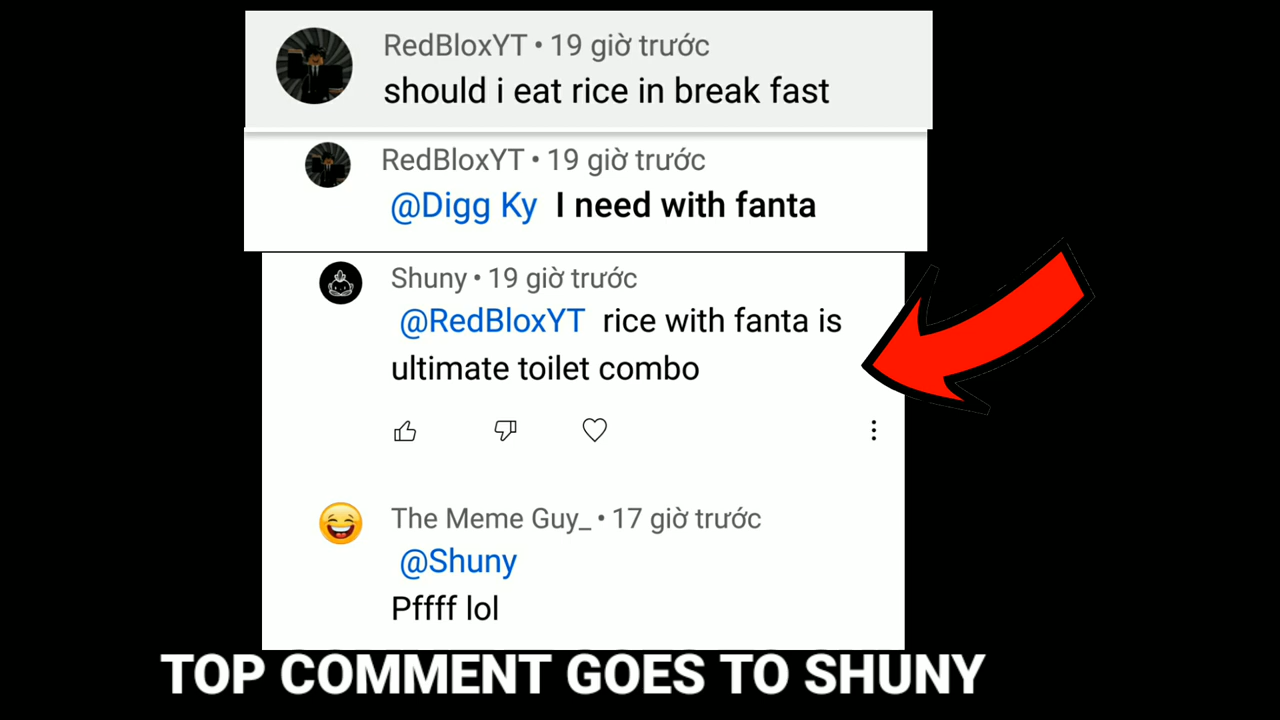 RedBloxYT • 19 giờ trước
should i eat rice in break fast
RedBloxYT • 19 giờ trước
@Digg Ky I need with fanta
Shuny • 19 giờ trước
@RedBloxYT rice with fanta is
ultimate toilet combo
The Meme Guy_ • 17 giờ trước
@Shuny
Pffff lol
TOP COMMENT GOES TO SHUNY